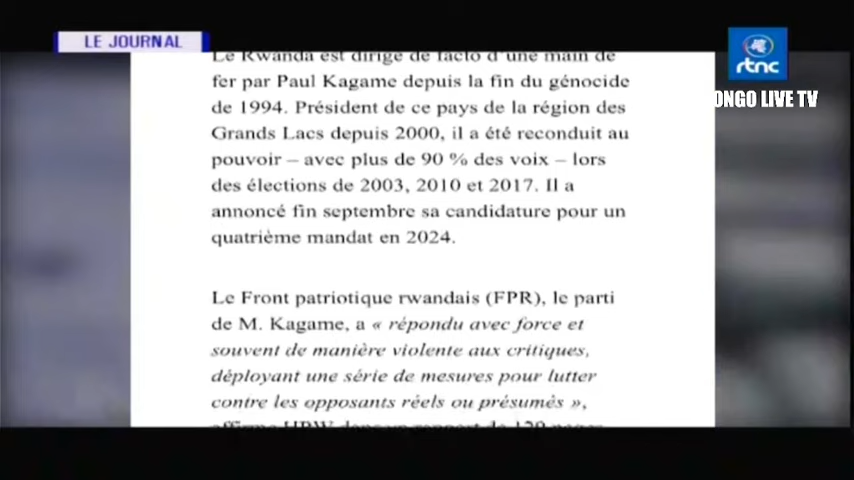 LE JOURNAL
rtnc
ONGO LIVE TV
Le Rwanda est dirigé de facto d'une main de
fer par Paul Kagame depuis la fin du génocide
de 1994. Président de ce pays de la région des
Grands Lacs depuis 2000, il a été reconduit au
pouvoir – avec plus de 90 % des voix – lors
des élections de 2003, 2010 et 2017. Il a
annoncé fin septembre sa candidature pour un
quatrième mandat en 2024.
Le Front patriotique rwandais (FPR), le parti
de M. Kagame, a « répondu avec force et
souvent de manière violente aux critiques,
déployant une série de mesures pour lutter
contre les opposants réels ou présumés »,